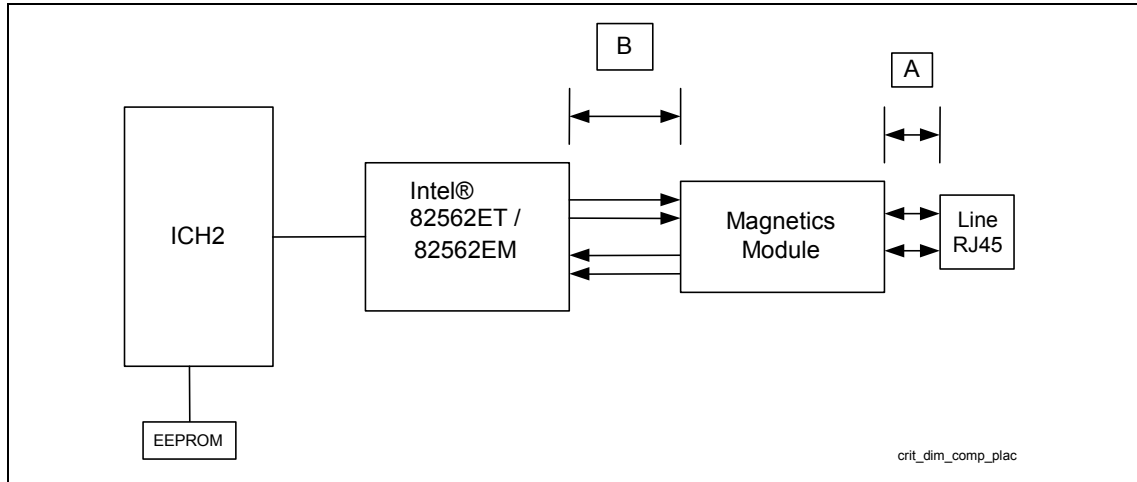 B
A
ICH2
Intel®
82562ET /
82562EM
Magnetics
Module
Line
RJ45
EEPROM
crit_dim_comp_plac